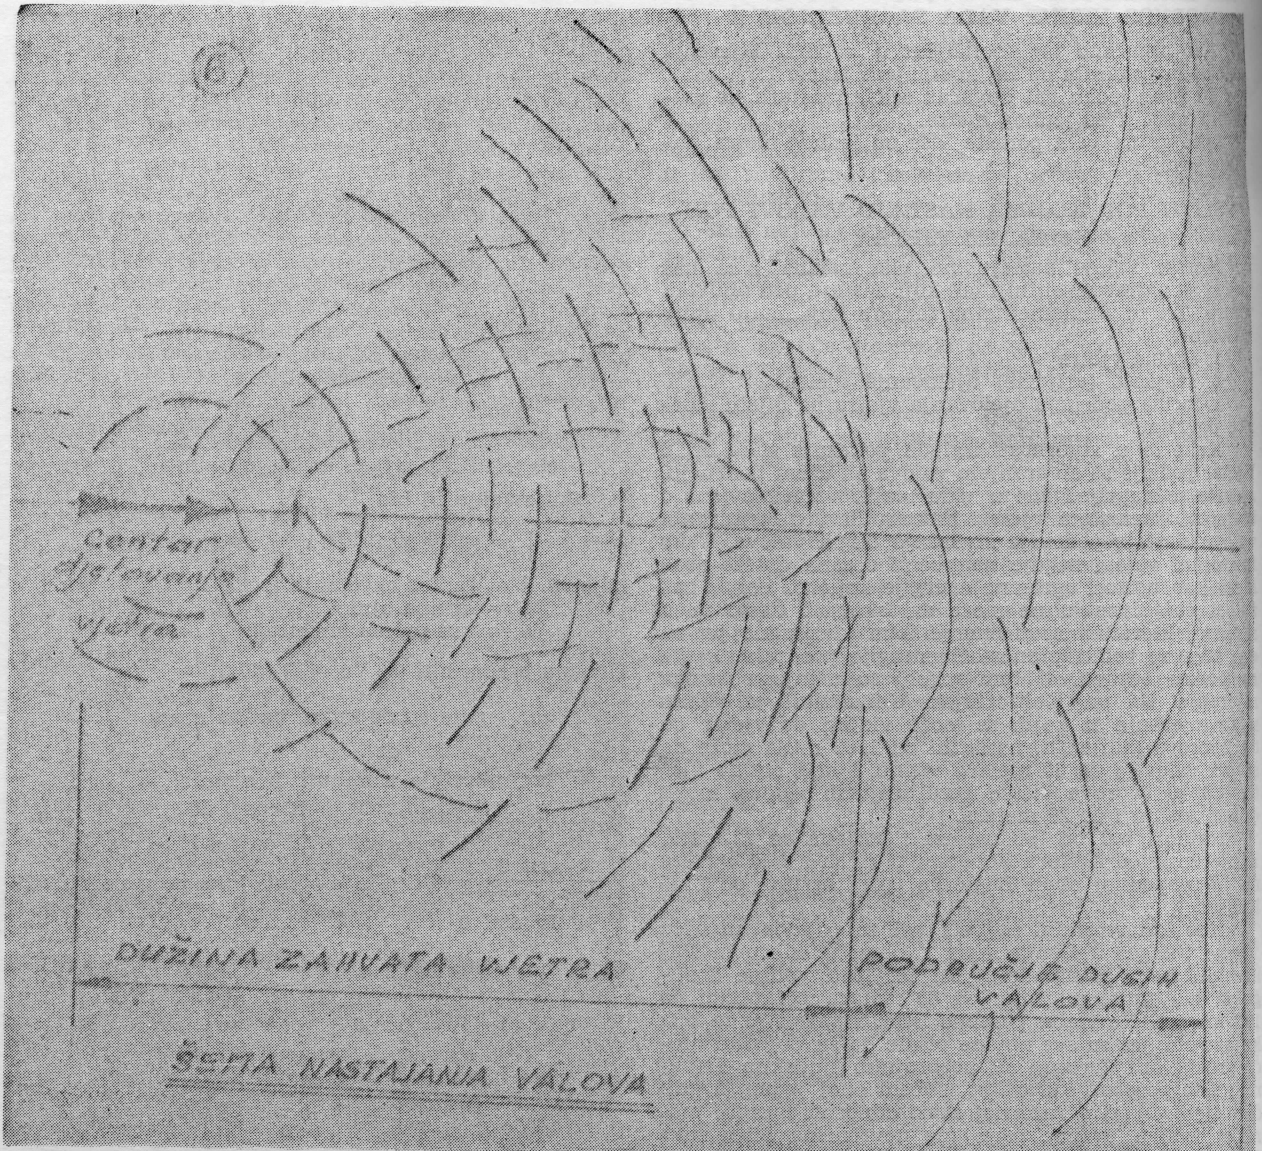 6
Centar
djelovanja
vjetra
DUŽINA ZAHVATA VJETRA
PODRUČJE DUGIH
VALOVA
ŠEMA NASTAJANJA VALOVA